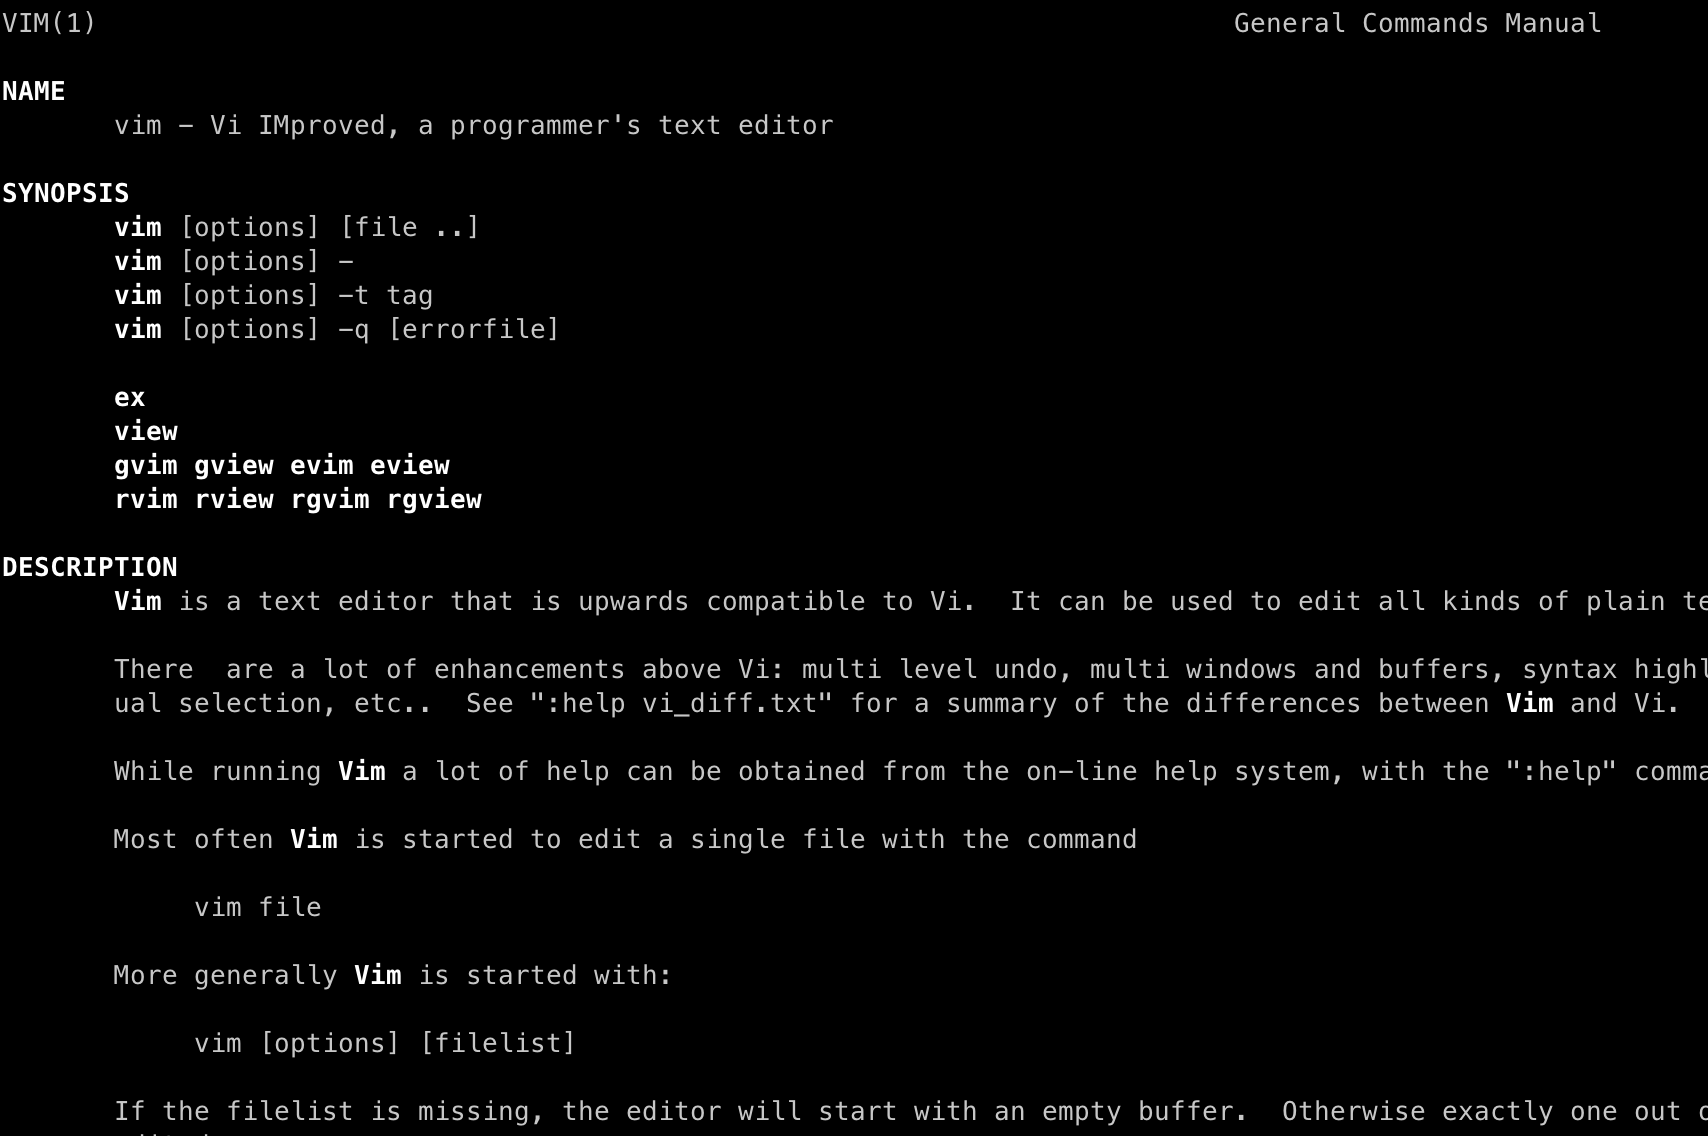 VIM(1) General Commands Manual
NAME
vim - Vi IMproved, a programmer's text editor
SYNOPSIS
vim [options] [file ..]
vim [options] -
vim [options] -t tag
vim [options] -q [errorfile]
ex
view
gvim gview evim eview
rvim rview rgvim rgview
DESCRIPTION
Vim is a text editor that is upwards compatible to Vi.  It can be used to edit all kinds of plain
There  are a lot of enhancements above Vi: multi level undo, multi windows and buffers, syntax
ual selection, etc..  See ":help vi_diff.txt" for a summary of the differences between Vim and Vi.
While running Vim a lot of help can be obtained from the on-line help system, with the ":help"
Most often Vim is started to edit a single file with the command
vim file
More generally Vim is started with:
vim [options] [filelist]
If the filelist is missing, the editor will start with an empty buffer.  Otherwise exactly one out